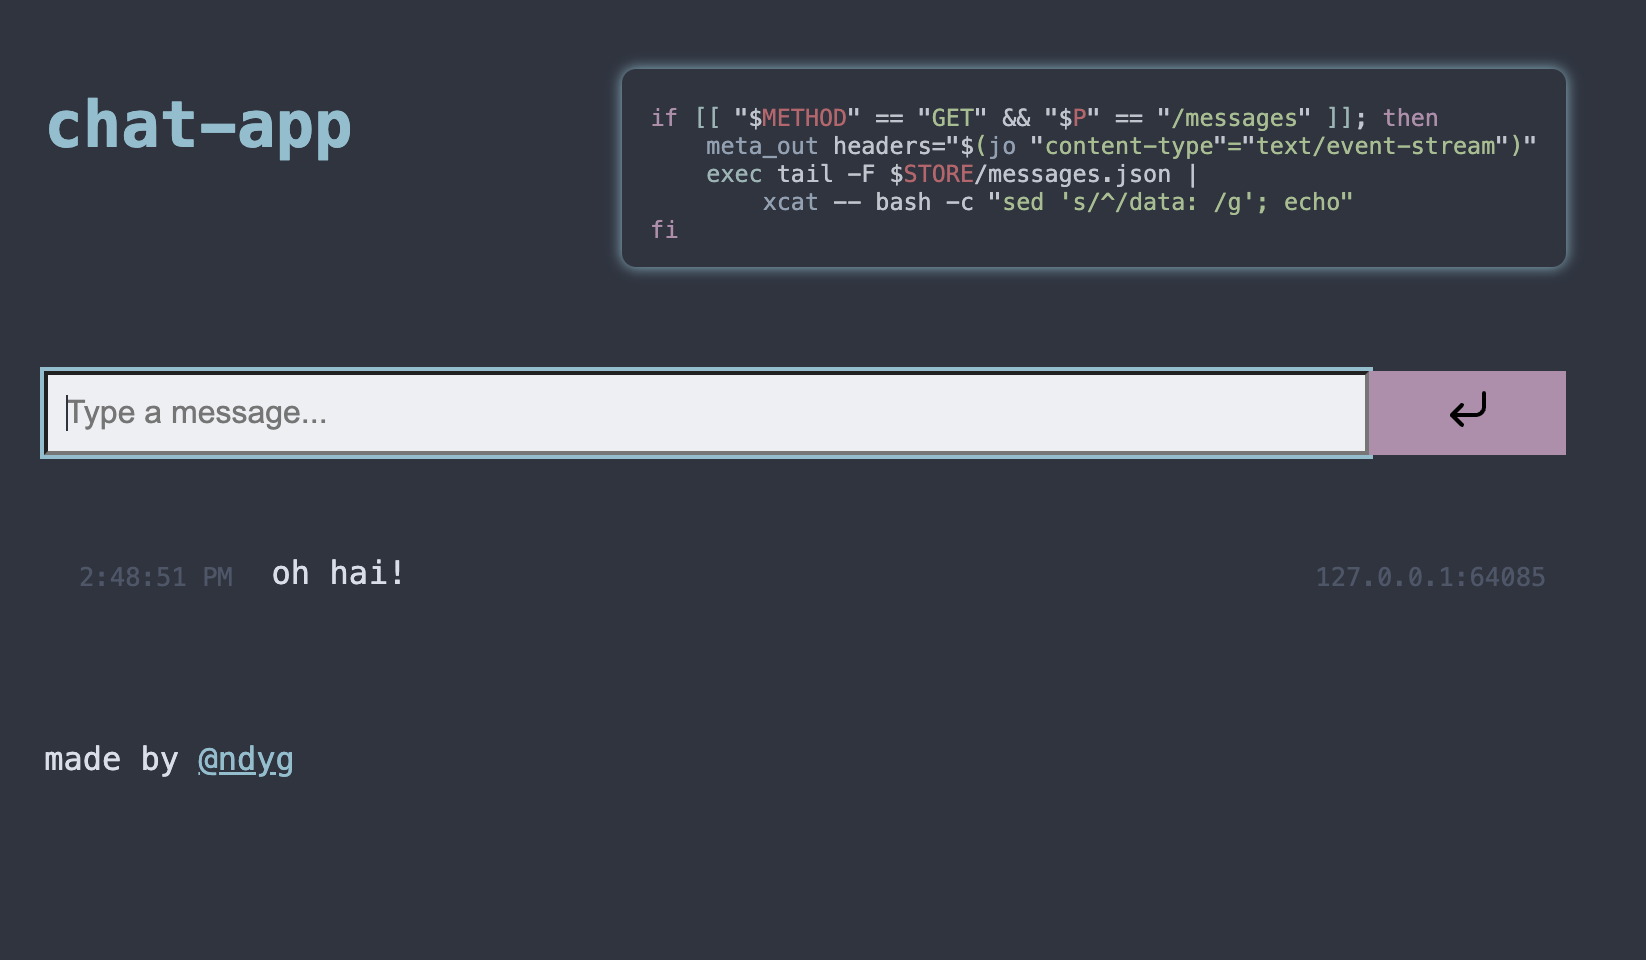 chat-app
if [[ "$METHOD" == "GET" && "$P" == "/messages" ]]; then
    meta_out headers="$(jo "content-type"="text/event-stream")"
    exec tail -F $STORE/messages.json |
        xcat -- bash -c "sed 's/^/data: /g'; echo"
fi
Type a message...
2:48:51 PM oh hai! 127.0.0.1:64085
made by @ndyg